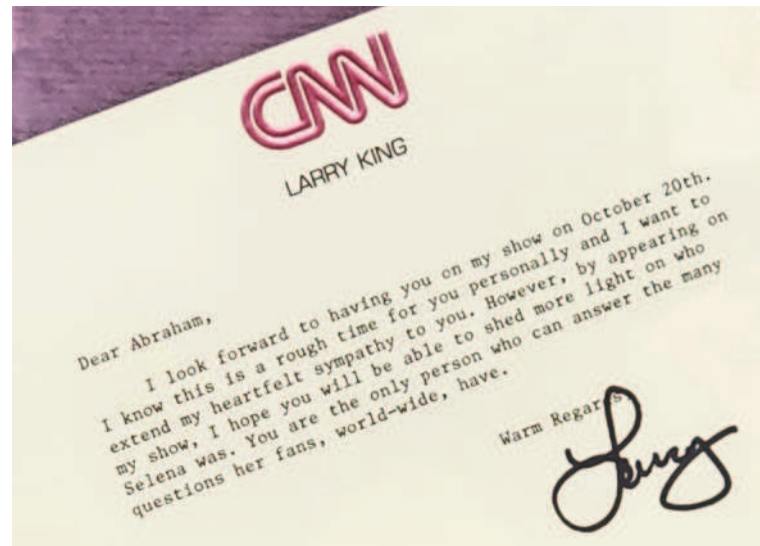 CNN
LARRY KING
Dear Abraham,
I look forward to having you on my show on October 20th.
I know this is a rough time for you personally and I want to
extend my heartfelt sympathy to you. However, by appearing on
my show, I hope you will be able to shed more light on who
Selena was. You are the only person who can answer the many
questions her fans, world-wide, have.
Warm Regards
Larry